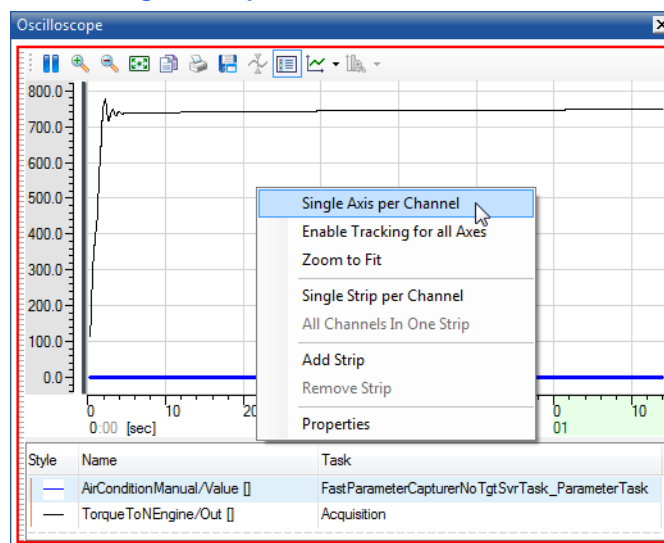 Oscilloscope
800.0
700.0
600.0
500.0
400.0
300.0
200.0
100.0
0.0
Single Axis per Channel
Enable Tracking for all Axes
Zoom to Fit
Single Strip per Channel
All Channels In One Strip
Add Strip
Remove Strip
Properties
0 10 20 0 10
0:00 [sec] 01
Style Name Task
AirConditionManual/Value [] FastParameterCapturerNoTgtSvrTask_ParameterTask
TorqueToNEngine/Out [] Acquisition